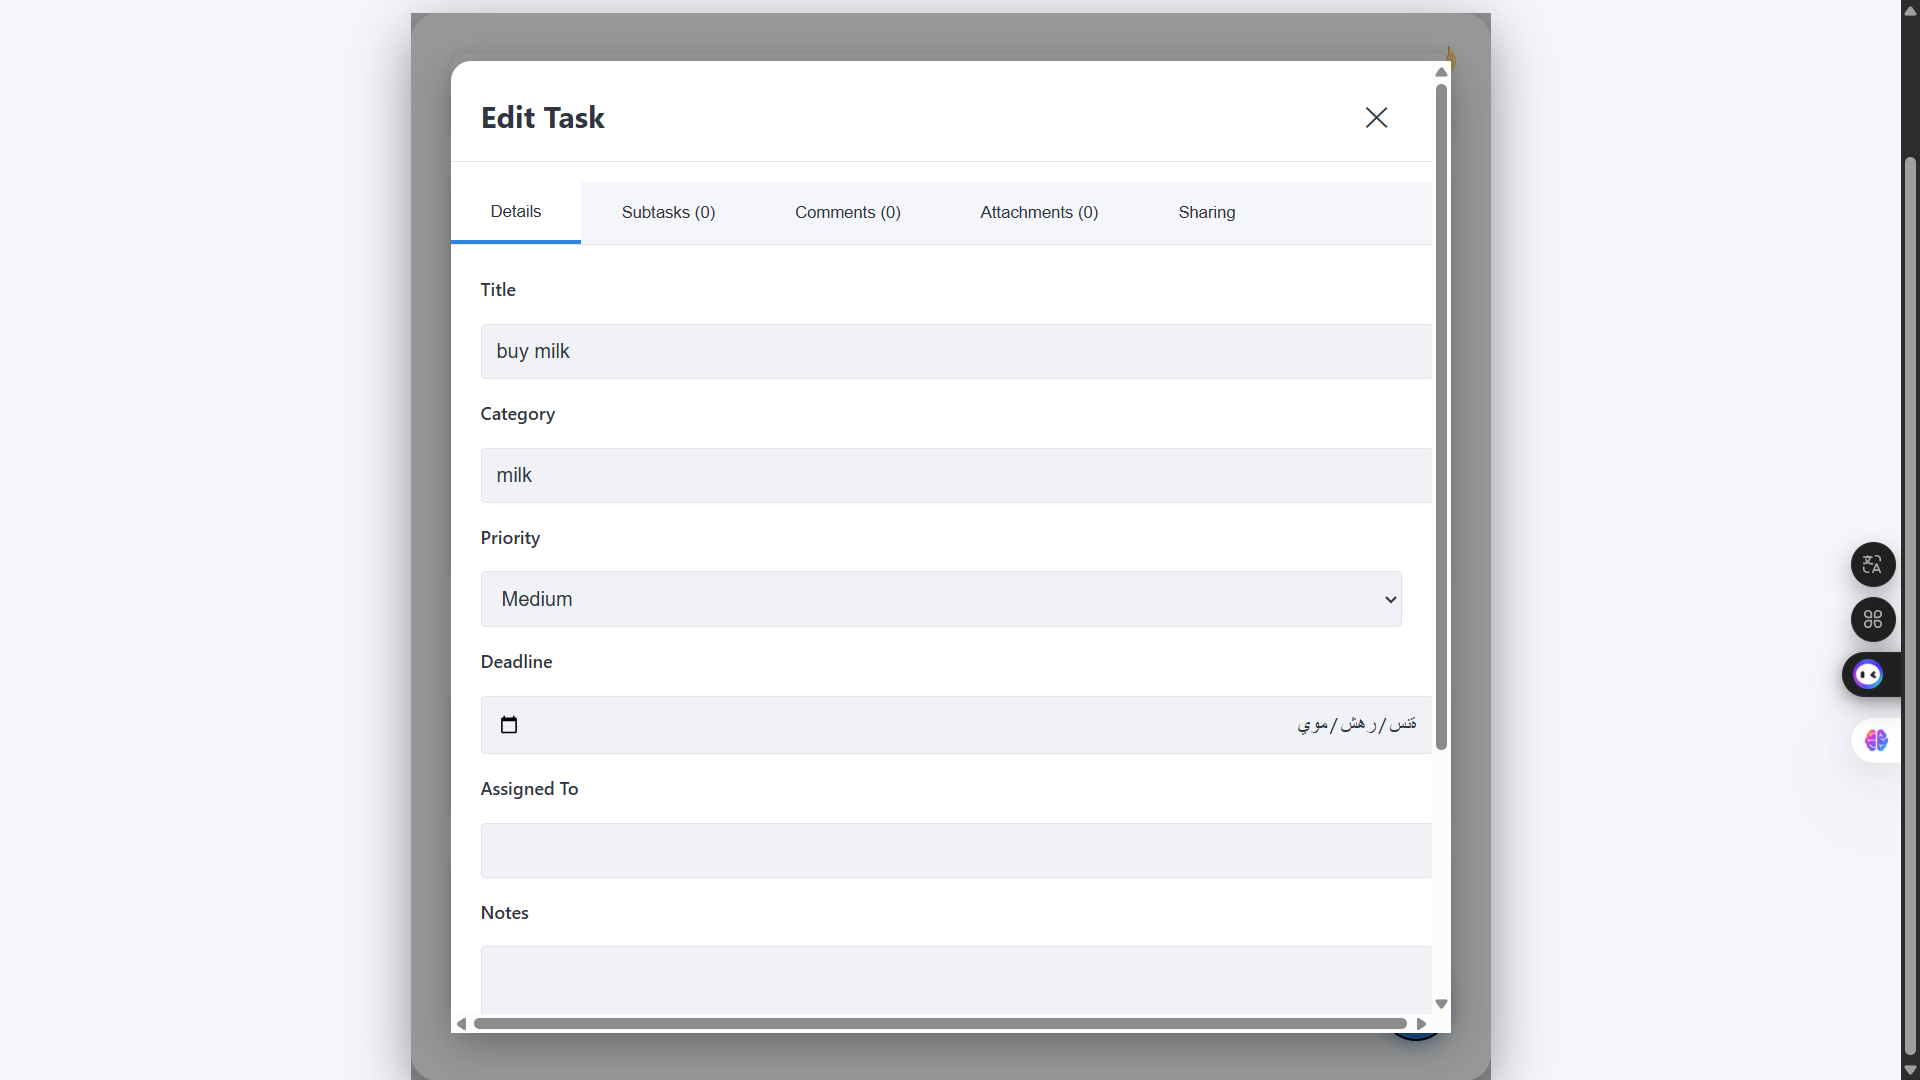 Edit Task
Details
Subtasks (0)
Comments (0)
Attachments (0)
Sharing
Title
buy milk
Category
milk
Priority
Medium
Deadline
يوم/شهر/سنة
Assigned To
Notes